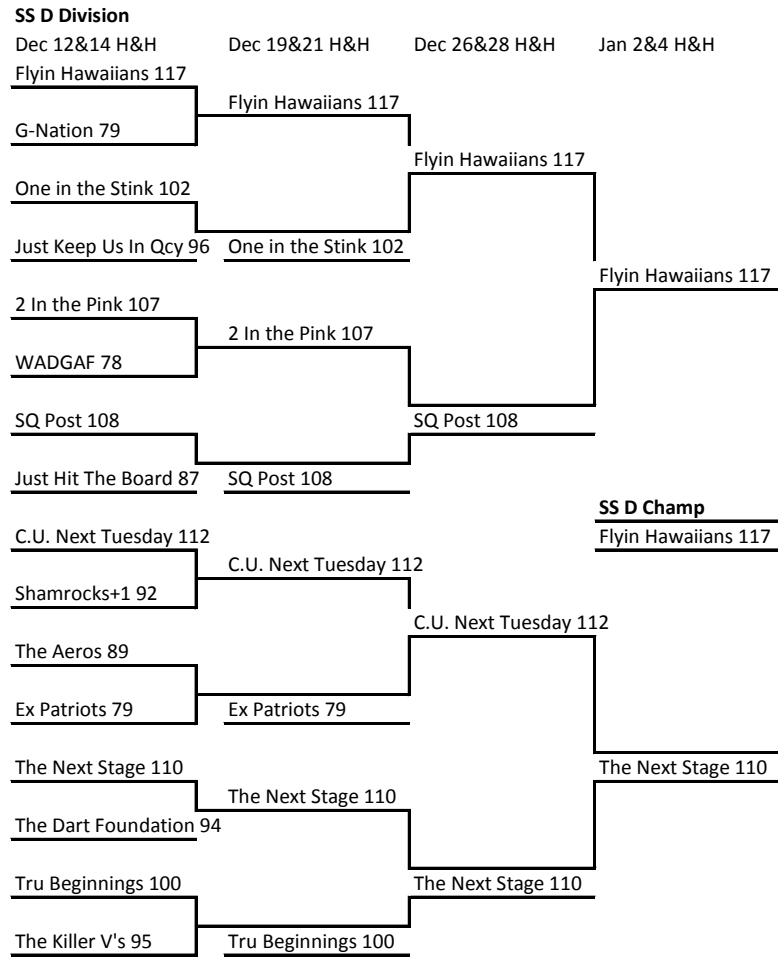 SS D Division
Dec 12&14 H&H Dec 19&21 H&H Dec 26&28 H&H Jan 2&4 H&H
Flyin Hawaiians 117
Flyin Hawaiians 117
G-Nation 79
Flyin Hawaiians 117
One in the Stink 102
Just Keep Us In Qcy 96 One in the Stink 102
Flyin Hawaiians 117
2 In the Pink 107
2 In the Pink 107
WADGAF 78
SQ Post 108 SQ Post 108
Just Hit The Board 87 SQ Post 108
SS D Champ
C.U. Next Tuesday 112 Flyin Hawaiians 117
C.U. Next Tuesday 112
Shamrocks+1 92
C.U. Next Tuesday 112
The Aeros 89
Ex Patriots 79 Ex Patriots 79
The Next Stage 110 The Next Stage 110
The Next Stage 110
The Dart Foundation 94
Tru Beginnings 100 The Next Stage 110
The Killer V's 95 Tru Beginnings 100